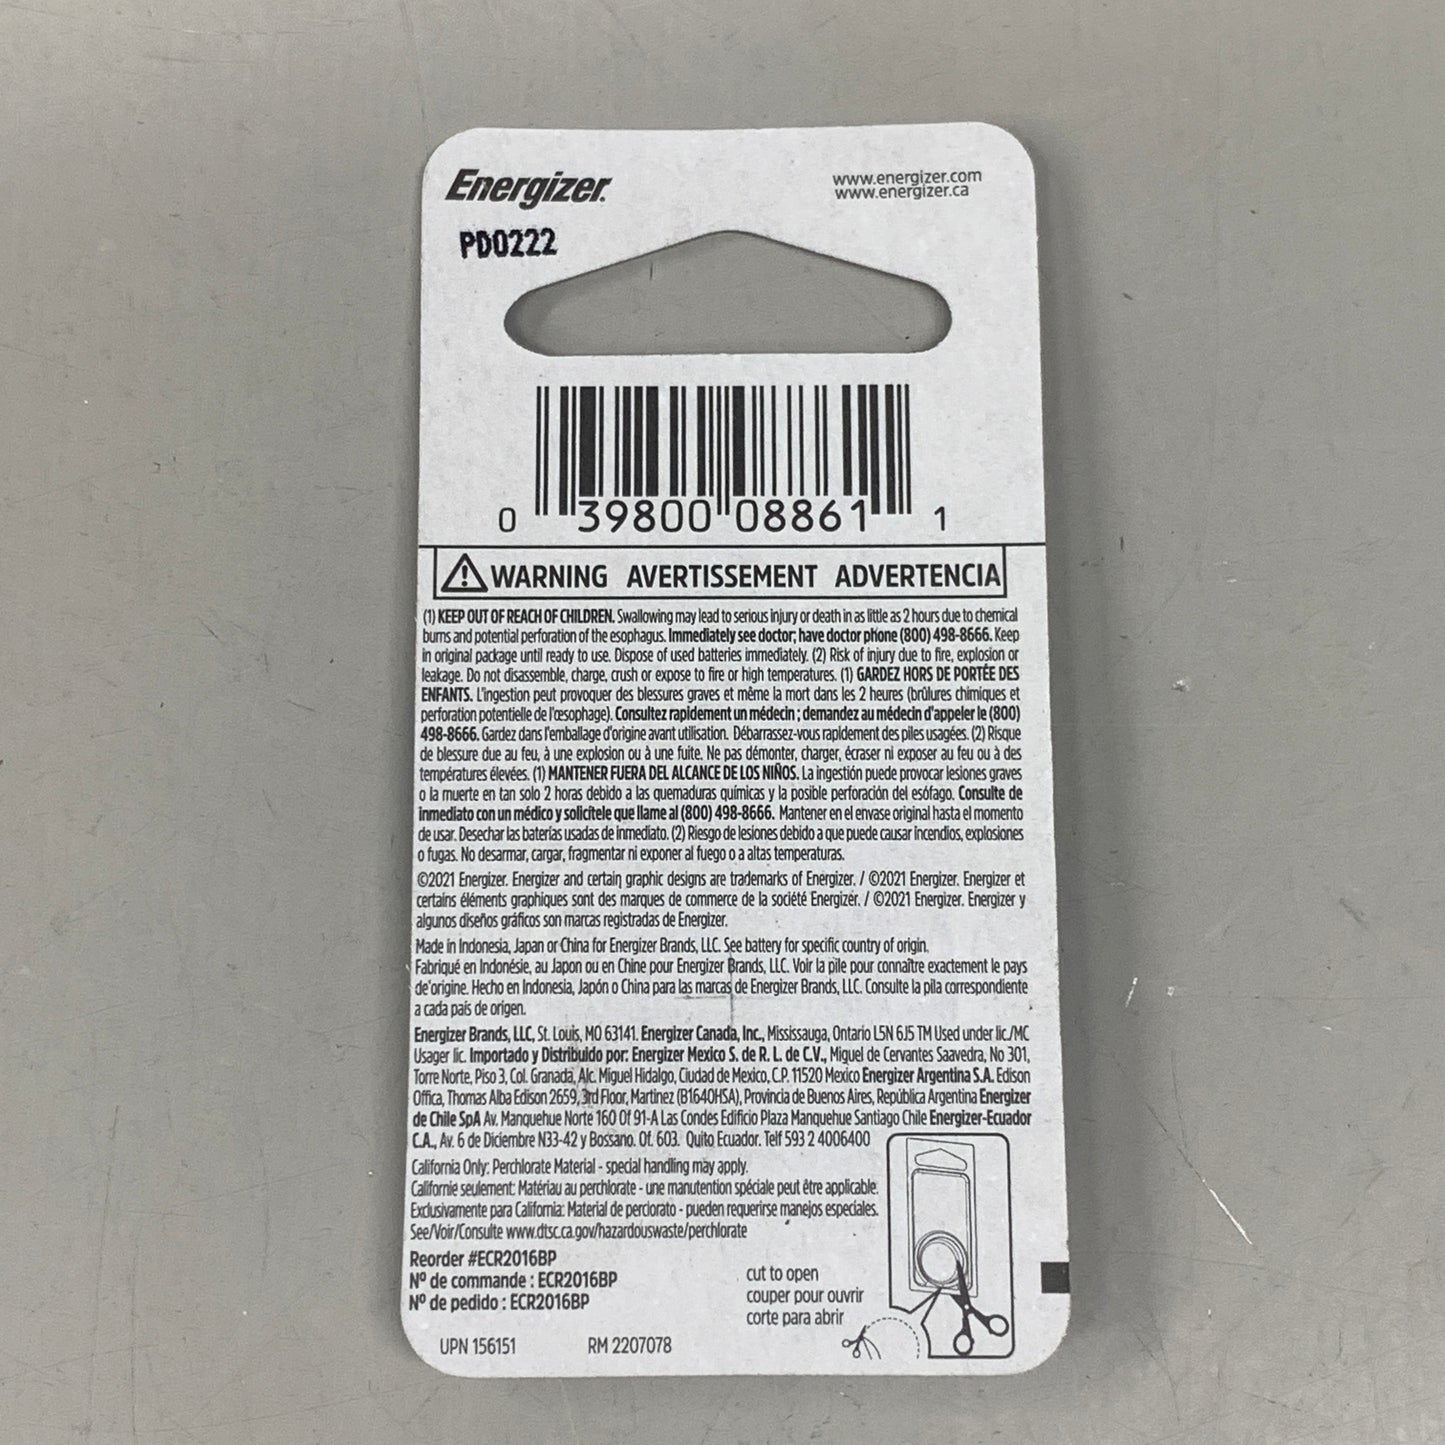 Energizer.
www.energizer.com
www.energizer.ca
PD0222
0 39800 08861 1
WARNING AVERTISSEMENT ADVERTENCIA
(1) KEEP OUT OF REACH OF CHILDREN. Swallowing may lead to serious injury or death in as little as 2 hours due to chemical
burns and potential perforation of the esophagus. Immediately see doctor; have doctor phone (800) 498-8666. Keep
in original package until ready to use. Dispose of used batteries immediately. (2) Risk of injury due to fire, explosion or
leakage. Do not disassemble, charge, crush or expose to fire or high temperatures. (1) GARDEZ HORS DE PORTÉE DES
ENFANTS. L'ingestion peut provoquer des blessures graves et même la mort dans les 2 heures (brûlures chimiques et
perforation potentielle de l'œsophage). Consultez rapidement un médecin ; demandez au médecin d'appeler le (800)
498-8666. Gardez dans l'emballage d'origine avant utilisation. Débarrassez-vous rapidement des piles usagées. (2) Risque
de blessure due au feu, à une explosion ou à une fuite. Ne pas démonter, charger, écraser ni exposer au feu ou à des
températures élevées. (1) MANTENER FUERA DEL ALCANCE DE LOS NIÑOS. La ingestión puede provocar lesiones graves
o la muerte en tan solo 2 horas debido a las quemaduras químicas y la posible perforación del esófago. Consulte de
inmediato con un médico y solicítele que llame al (800) 498-8666. Mantener en el envase original hasta el momento
de usar. Desechar las baterías usadas de inmediato. (2) Riesgo de lesiones debido a que puede causar incendios, explosiones
o fugas. No desarmar, cargar, fragmentar ni exponer al fuego o a altas temperaturas.
©2021 Energizer. Energizer and certain graphic designs are trademarks of Energizer. / ©2021 Energizer. Energizer et
certains éléments graphiques sont des marques de commerce de la société Energizer. / ©2021 Energizer. Energizer y
algunos diseños gráficos son marcas registradas de Energizer.
Made in Indonesia, Japan or China for Energizer Brands, LLC. See battery for specific country of origin.
Fabriqué en Indonésie, au Japon ou en Chine pour Energizer Brands, LLC. Voir la pile pour connaître exactement le pays
de'origine. Hecho en Indonesia, Japón o China para las marcas de Energizer Brands, LLC. Consulte la pila correspondiente
a cada país de origen.
Energizer Brands, LLC, St. Louis, MO 63141. Energizer Canada, Inc., Mississauga, Ontario L5N 6J5 TM Used under lic./MC
Usager lic. Importado y Distribuido por: Energizer Mexico S. de R. L. de C.V., Miguel de Cervantes Saavedra, No 301,
Torre Norte, Piso 3, Col. Granada, Alc. Miguel Hidalgo, Ciudad de Mexico, C.P. 11520 Mexico Energizer Argentina S.A. Edison
Office, Thomas Alba Edison 2659, 3rd Floor, Martinez (B1640HSA), Provincia de Buenos Aires, República Argentina Energizer
de Chile SpA Av. Manquehue Norte 160 Of 91-A Las Condes Edificio Plaza Manquehue Santiago Chile Energizer-Ecuador
C.A., Av. 6 de Diciembre N33-42 y Bossano. Of. 603. Quito Ecuador. Telf 593 2 4006400
California Only: Perchlorate Material - special handling may apply.
Californie seulement: Matériau au perchlorate - une manutention spéciale peut être applicable.
Exclusivamente para California: Material de perclorato - pueden requerirse manejos especiales.
See/Voir/Consulte www.dtsc.ca.gov/hazardouswaste/perchlorate
Reorder #ECR2016BP
Nº de commande : ECR2016BP
Nº de pedido : ECR2016BP
cut to open
couper pour ouvrir
corte para abrir
UPN 156151
RM 2207078